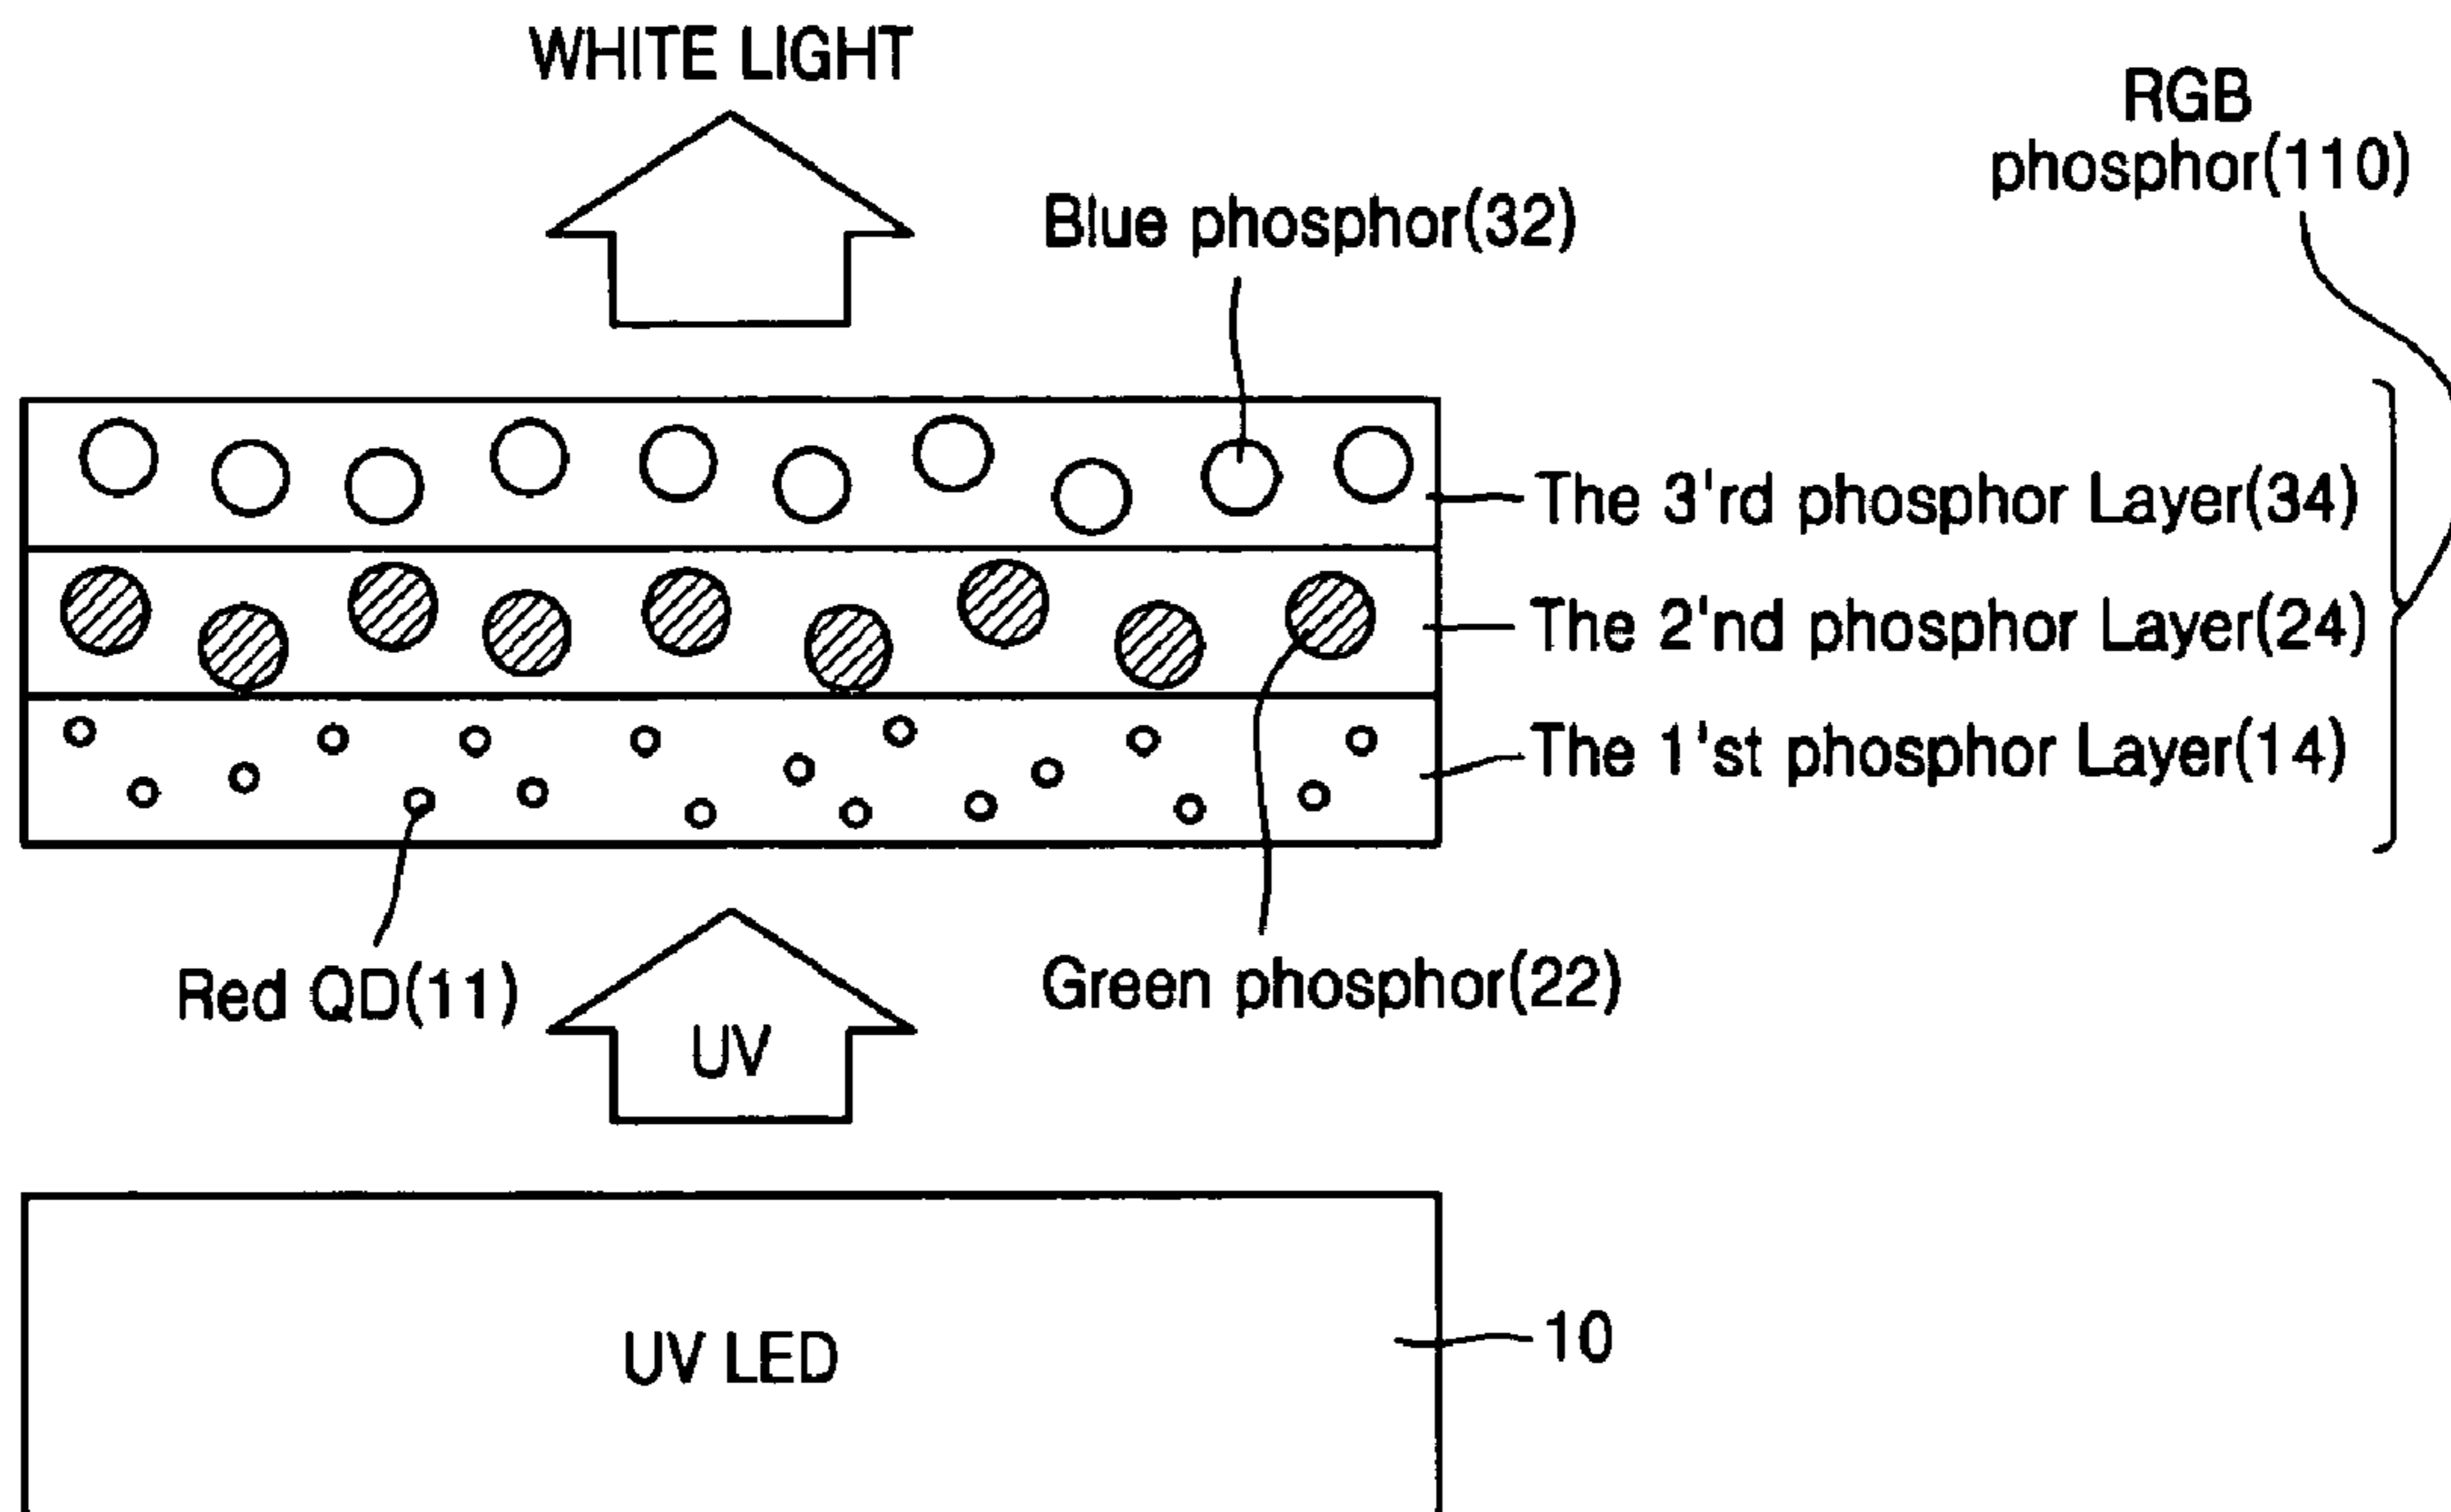 WHITE LIGHT
RGB
phosphor(110)
Blue phosphor(32)
The 3'rd phosphor Layer(34)
The 2'nd phosphor Layer(24)
The 1'st phosphor Layer(14)
Red QD(11)
Green phosphor(22)
UV
UV LED
10